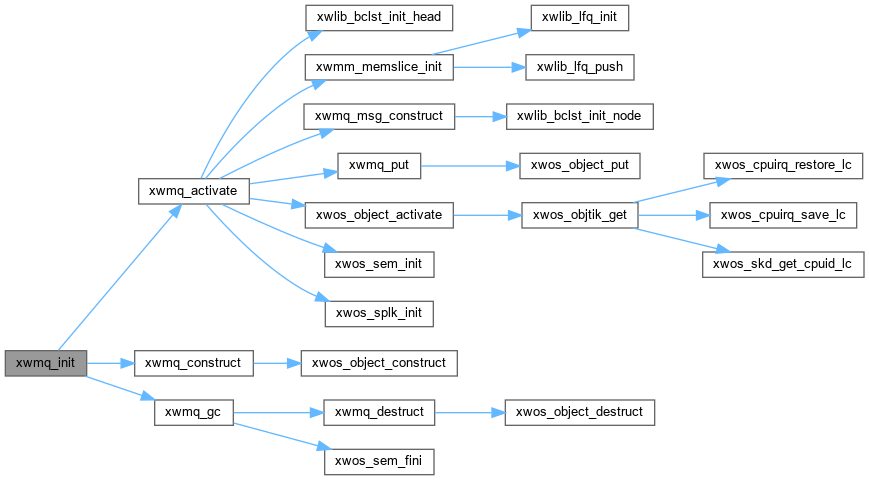 xwmq_init
xwmq_activate
xwlib_bclst_init_head
xwmm_memslice_init
xwlib_lfq_init
xwlib_lfq_push
xwmq_msg_construct
xwlib_bclst_init_node
xwmq_put
xwos_object_put
xwos_object_activate
xwos_objtik_get
xwos_cpuirq_restore_lc
xwos_cpuirq_save_lc
xwos_skd_get_cpuid_lc
xwos_sem_init
xwos_splk_init
xwmq_construct
xwos_object_construct
xwmq_gc
xwmq_destruct
xwos_object_destruct
xwos_sem_fini